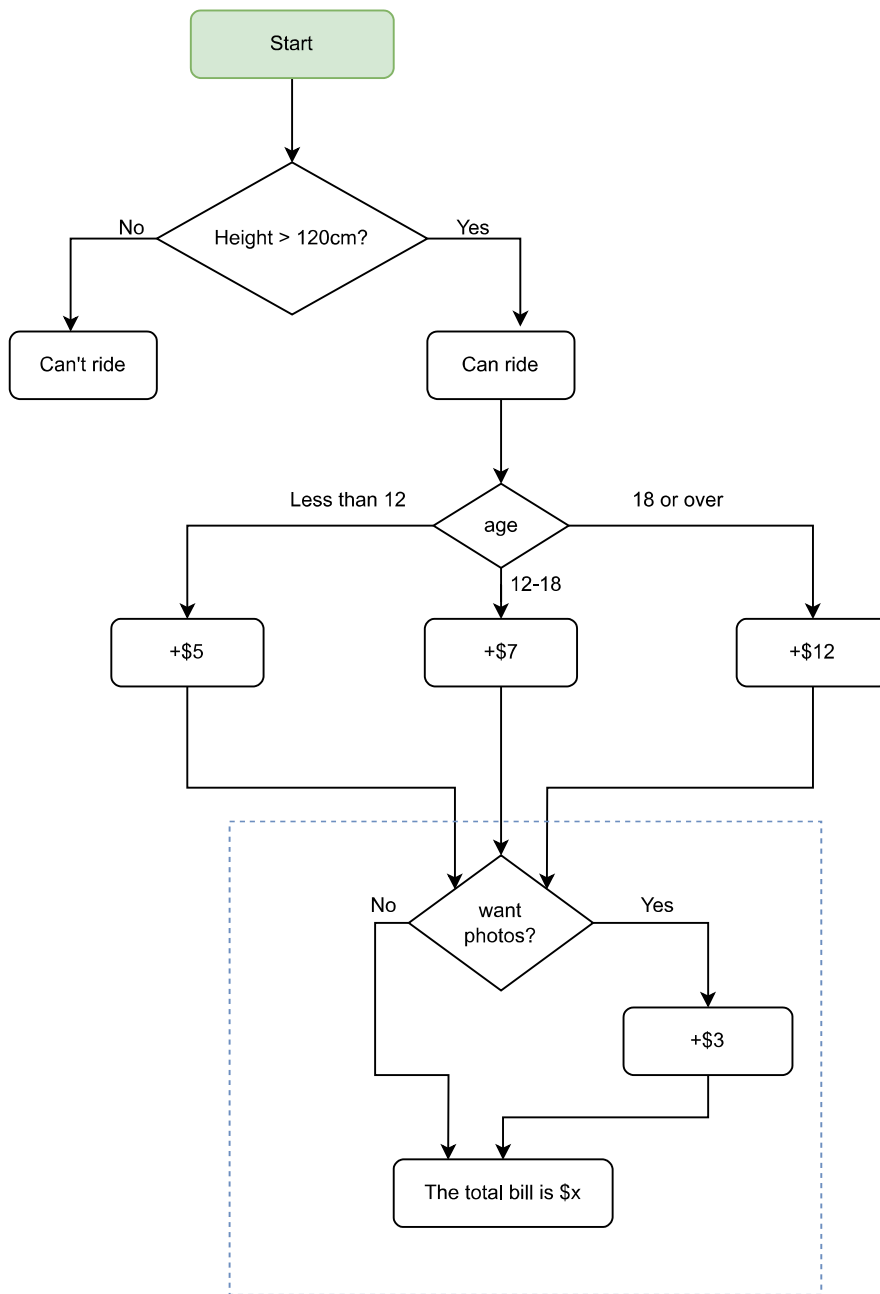 Start
Height > 120cm?
No
Yes
Can't ride
Can ride
Less than 12
age
18 or over
12-18
+$5
+$7
+$12
want
photos?
No
Yes
+$3
The total bill is $x